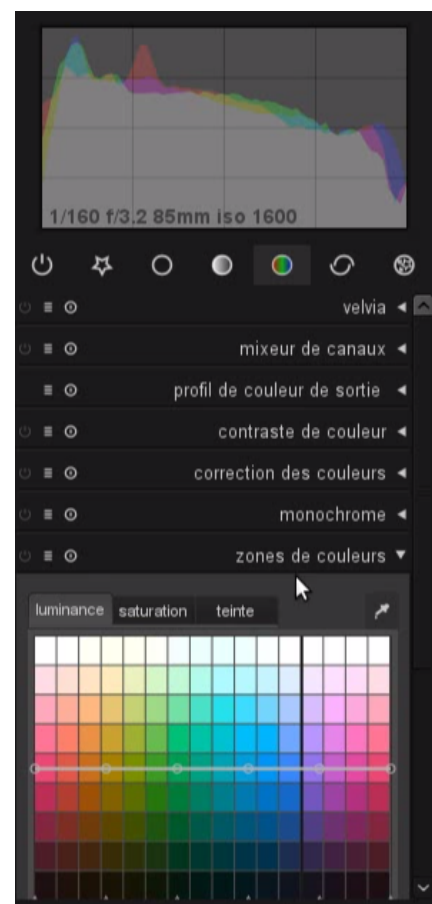 1/160 f/3.2 85mm iso 1600
velvia
mixeur de canaux
profil de couleur de sortie
contraste de couleur
correction des couleurs
monochrome
zones de couleurs
luminance saturation teinte